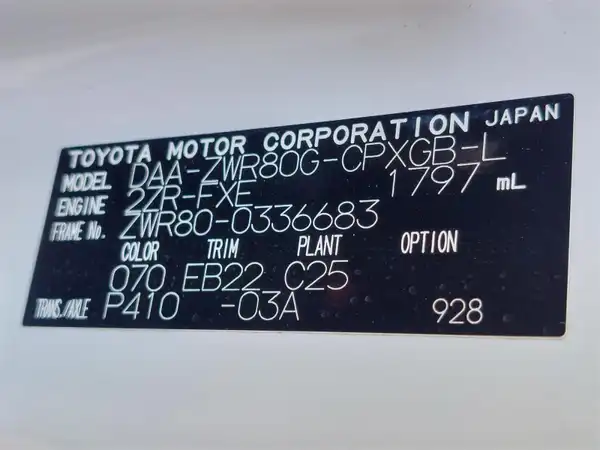 TOYOTA MOTOR CORPORATION JAPAN
MODEL DAA-ZWR80G-CPXGB-L
ENGINE 2ZR-FXE 1797 mL
FRAME No. ZWR80-0336683
COLOR TRIM PLANT OPTION
070 EB22 C25
TRANS./AXLE P410 -03A 928